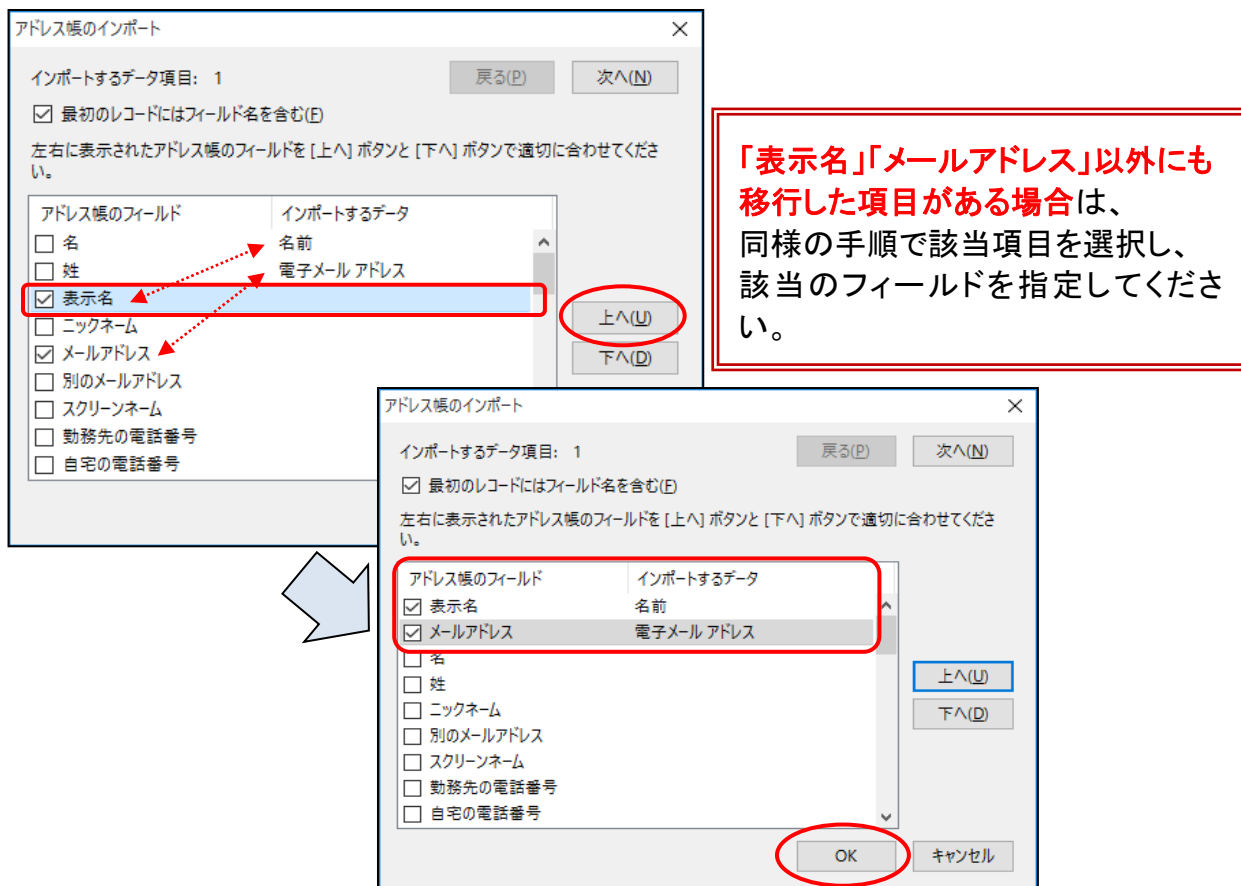 アドレス帳のインポート
インポートするデータ項目: 1 戻る(P) 次へ(N)
最初のレコードにはフィールド名を含む(F)
左右に表示されたアドレス帳のフィールドを [上へ] ボタンと [下へ] ボタンで適切に合わせてくださ
い。
アドレス帳のフィールド インポートするデータ
名 名前
姓 電子メール アドレス
表示名
ニックネーム
メールアドレス
別のメールアドレス
スクリーンネーム
勤務先の電話番号
自宅の電話番号
上へ(U)
下へ(D)
「表示名」「メールアドレス」以外にも
移行した項目がある場合は、
同様の手順で該当項目を選択し、
該当のフィールドを指定してくださ
い。
アドレス帳のインポート
インポートするデータ項目: 1 戻る(P) 次へ(N)
最初のレコードにはフィールド名を含む(F)
左右に表示されたアドレス帳のフィールドを [上へ] ボタンと [下へ] ボタンで適切に合わせてくださ
い。
アドレス帳のフィールド インポートするデータ
表示名 名前
メールアドレス 電子メール アドレス
名
姓
ニックネーム
別のメールアドレス
スクリーンネーム
勤務先の電話番号
自宅の電話番号
上へ(U)
下へ(D)
OK キャンセル